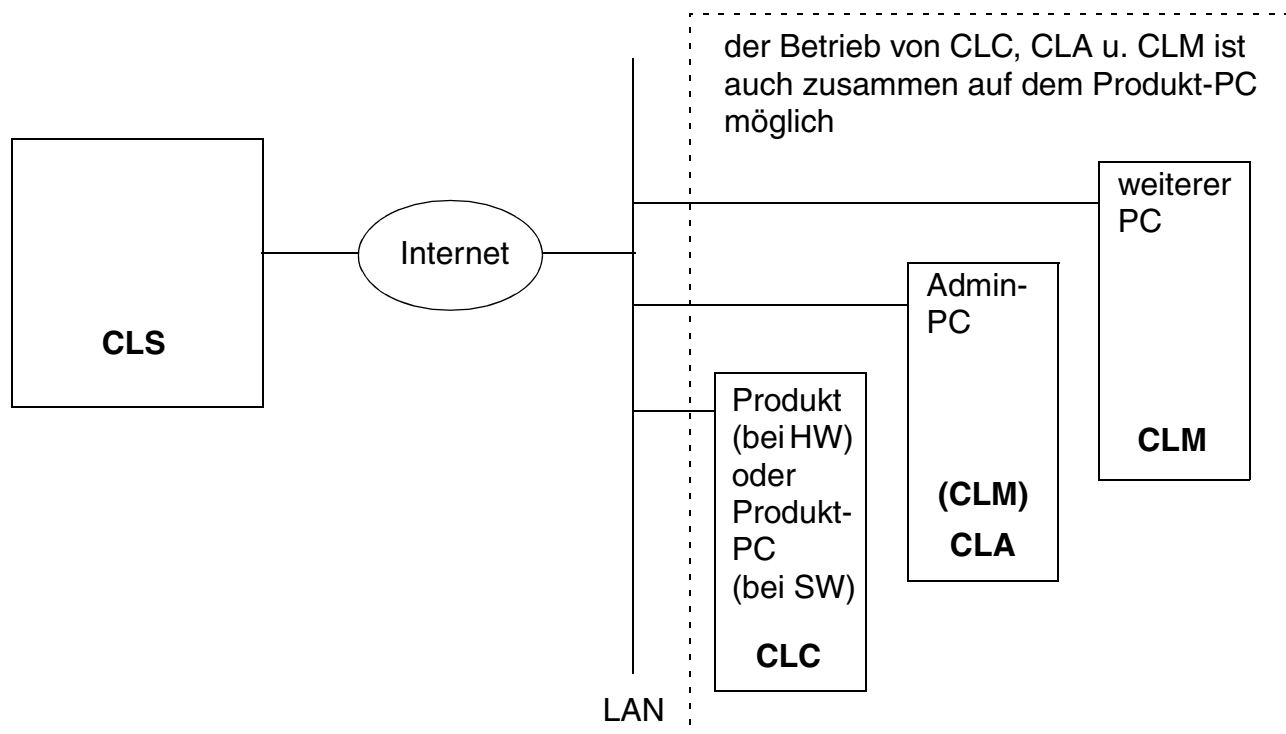 der Betrieb von CLC, CLA u. CLM ist
auch zusammen auf dem Produkt-PC
möglich
CLS
Internet
LAN
weiterer
PC
CLM
Admin-
PC
(CLM)
CLA
Produkt
(bei HW)
oder
Produkt-
PC
(bei SW)
CLC